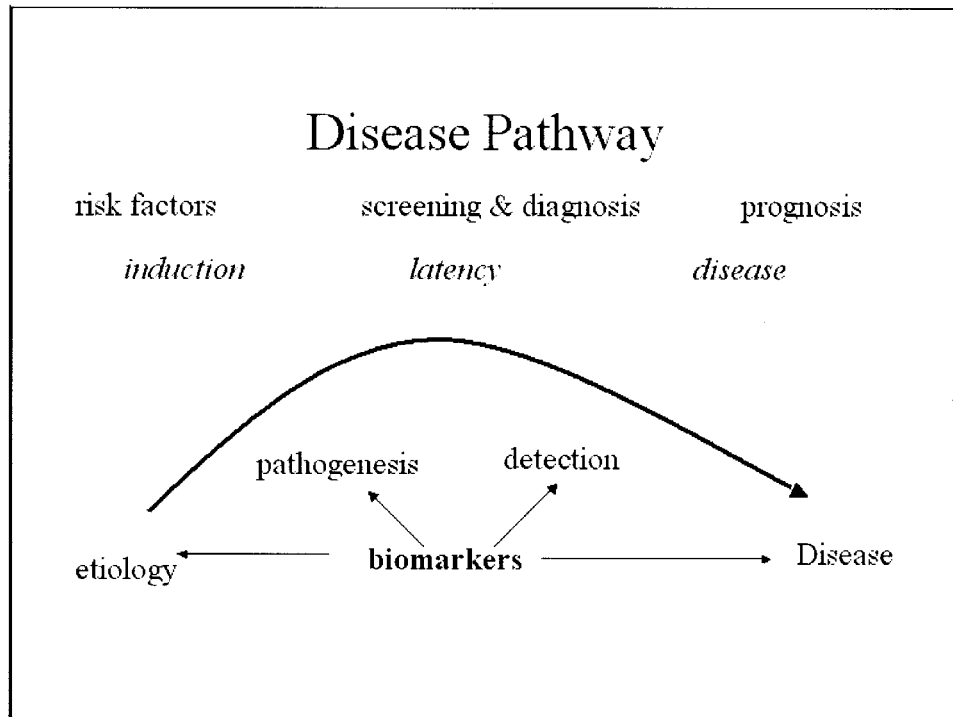 Disease Pathway
risk factors screening & diagnosis prognosis
induction latency disease
pathogenesis detection
etiology biomarkers Disease